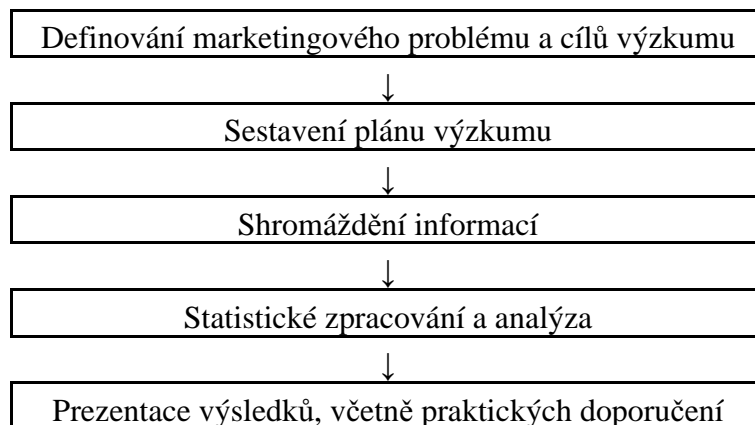 Definování marketingového problému a cílů výzkumu
↓
Sestavení plánu výzkumu
↓
Shromáždění informací
↓
Statistické zpracování a analýza
↓
Prezentace výsledků, včetně praktických doporučení